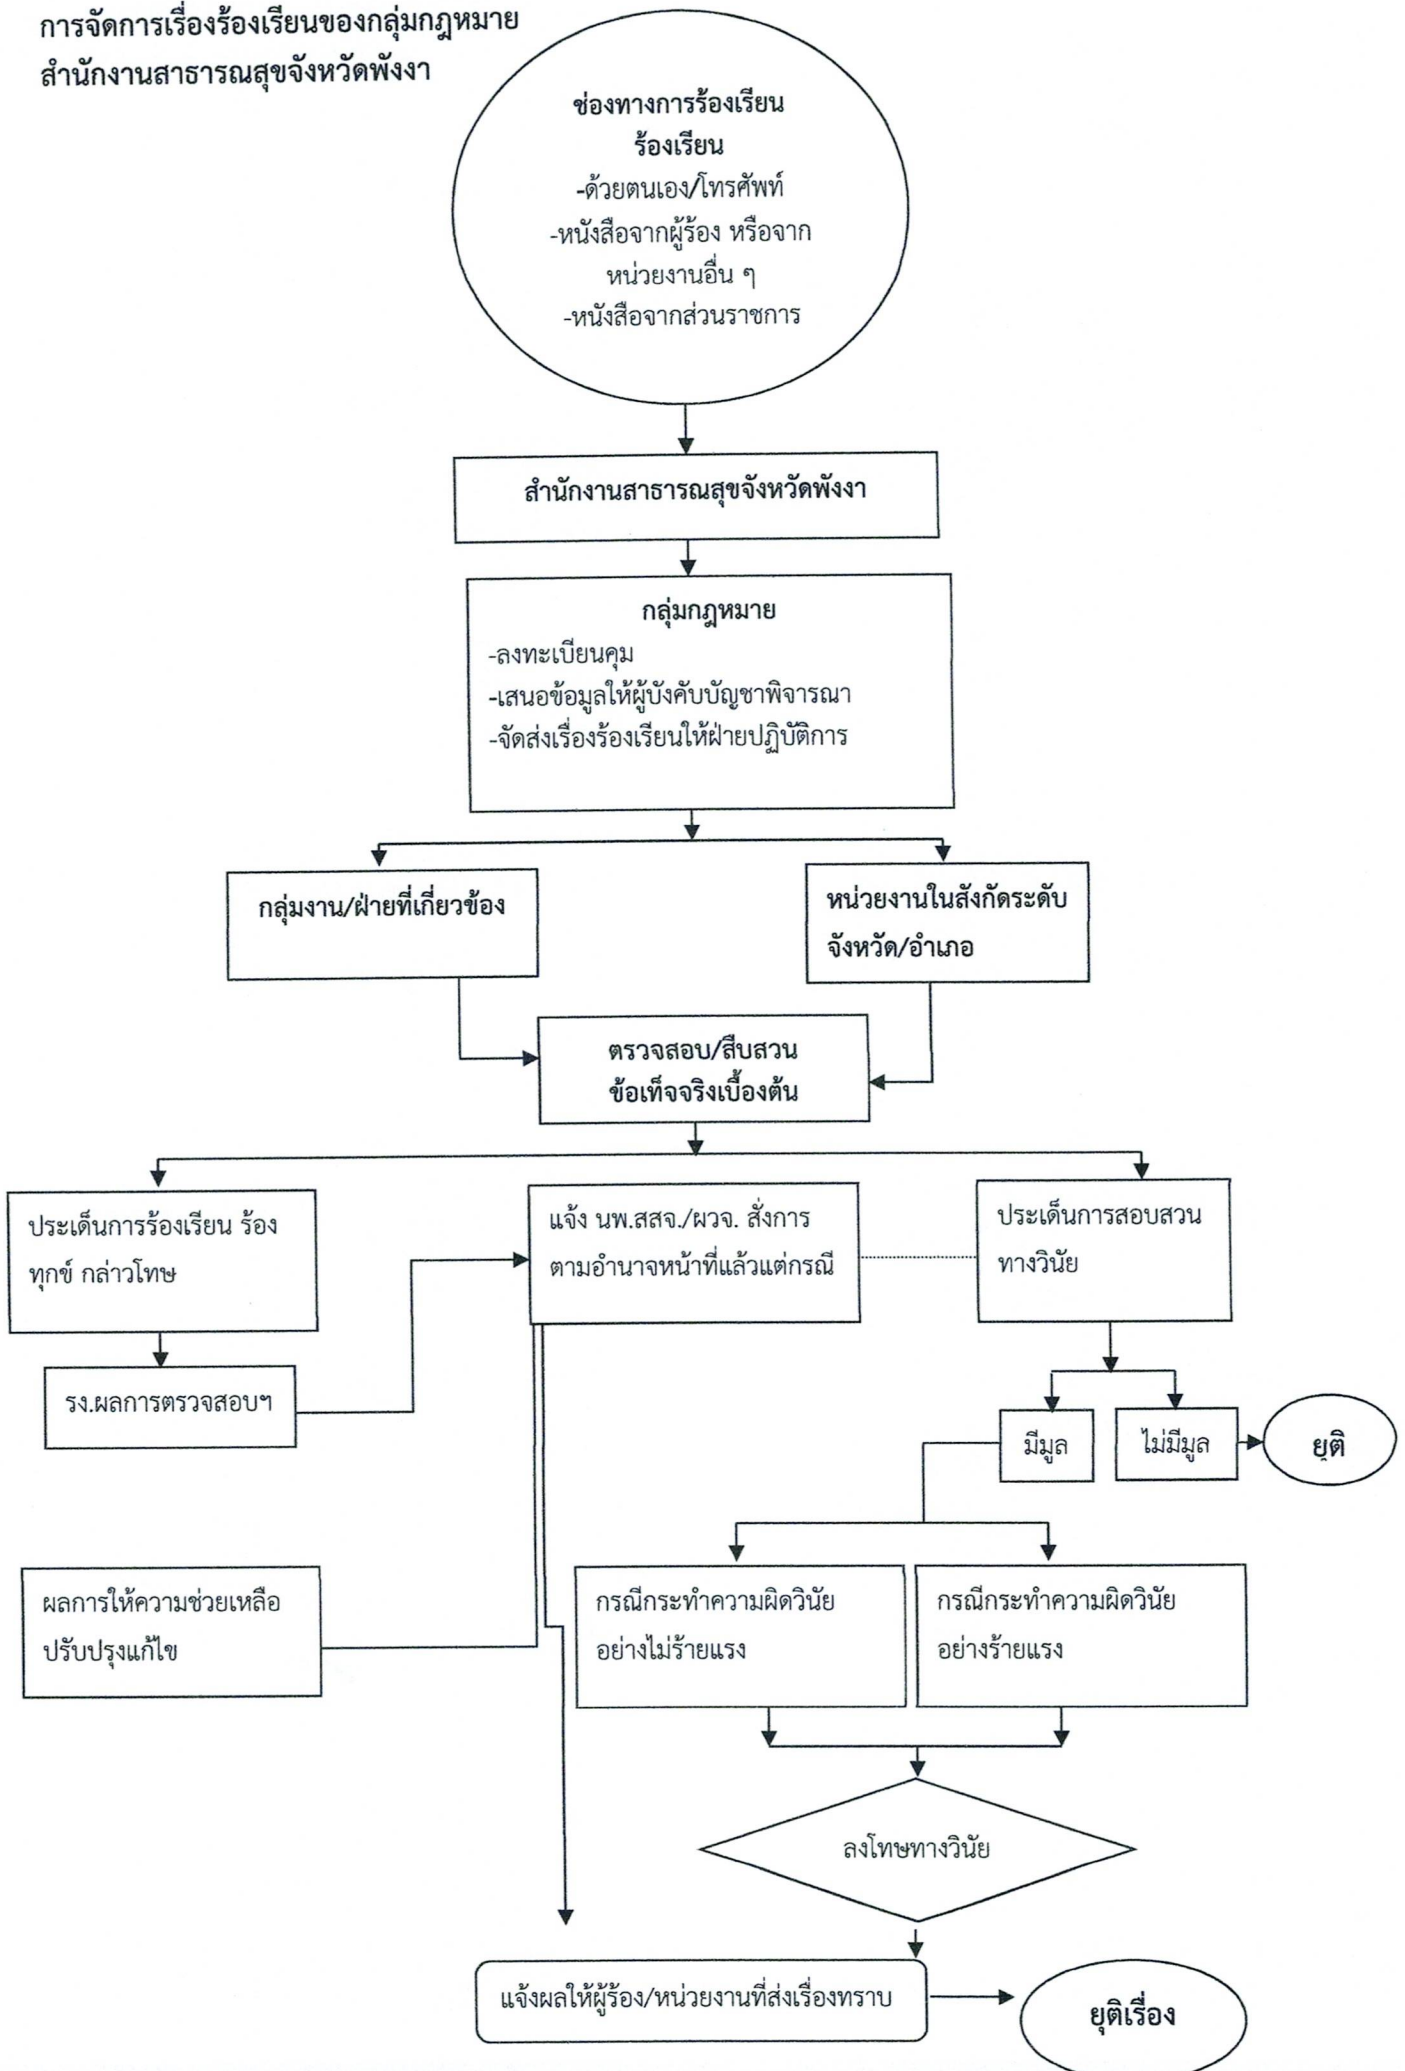 การจัดการเรื่องร้องเรียนของกลุ่มกฎหมาย
สำนักงานสาธารณสุขจังหวัดพังงา
ช่องทางการร้องเรียน
ร้องเรียน
-ด้วยตนเอง/โทรศัพท์
-หนังสือจากผู้ร้อง หรือจาก
หน่วยงานอื่น ๆ
-หนังสือจากส่วนราชการ
สำนักงานสาธารณสุขจังหวัดพังงา
กลุ่มกฎหมาย
-ลงทะเบียนคุม
-เสนอข้อมูลให้ผู้บังคับบัญชาพิจารณา
-จัดส่งเรื่องร้องเรียนให้ฝ่ายปฏิบัติการ
กลุ่มงาน/ฝ่ายที่เกี่ยวข้อง
หน่วยงานในสังกัดระดับ
จังหวัด/อำเภอ
ตรวจสอบ/สืบสวน
ข้อเท็จจริงเบื้องต้น
ประเด็นการร้องเรียน ร้อง
ทุกข์ กล่าวโทษ
แจ้ง นพ.สสจ./ผวจ. สั่งการ
ตามอำนาจหน้าที่แล้วแต่กรณี
ประเด็นการสอบสวน
ทางวินัย
รง.ผลการตรวจสอบฯ
มีมูล
ไม่มีมูล
ยุติ
ผลการให้ความช่วยเหลือ
ปรับปรุงแก้ไข
กรณีกระทำความผิดวินัย
อย่างไม่ร้ายแรง
กรณีกระทำความผิดวินัย
อย่างร้ายแรง
ลงโทษทางวินัย
แจ้งผลให้ผู้ร้อง/หน่วยงานที่ส่งเรื่องทราบ
ยุติเรื่อง